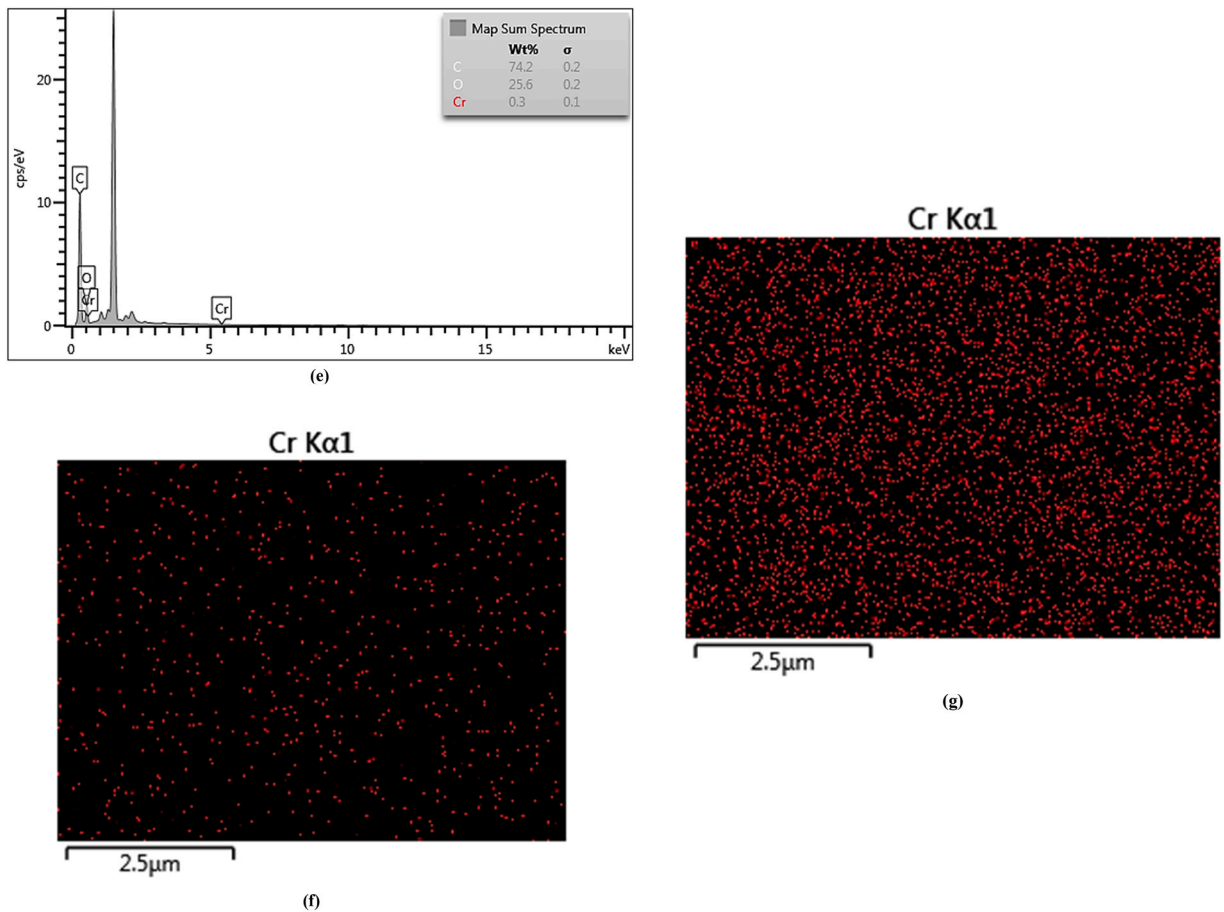 Map Sum Spectrum
Wt% σ
C 74.2 0.2
O 25.6 0.2
Cr 0.3 0.1
cps/eV
20
10
0
C
O
Cr
Cr
0 5 10 15 keV
(e)
Cr Kα1
2.5µm
(f)
Cr Kα1
2.5µm
(g)